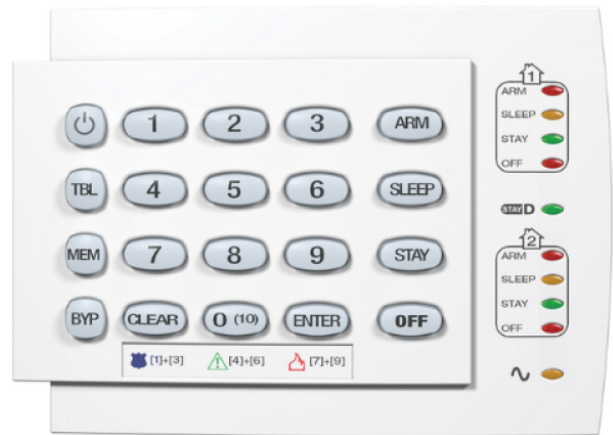 1 2 3 ARM
TBL 4 5 6 SLEEP
MEM 7 8 9 STAY
BYP CLEAR 0 (10) ENTER OFF
[1]+[3] [4]+[6] [7]+[9]
1
ARM
SLEEP
STAY
OFF
STAY D
2
ARM
SLEEP
STAY
OFF